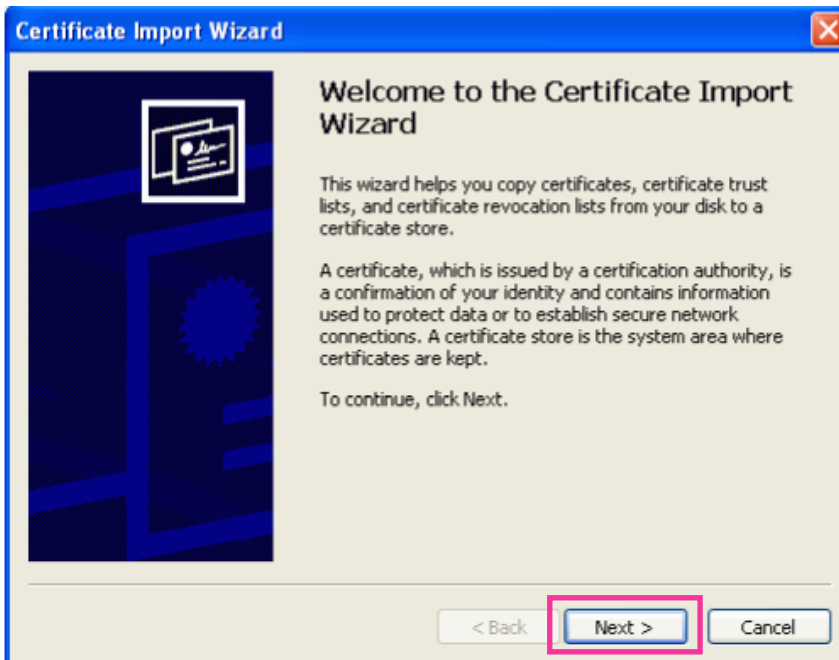 Certificate Import Wizard
Welcome to the Certificate Import
Wizard
This wizard helps you copy certificates, certificate trust
lists, and certificate revocation lists from your disk to a
certificate store.
A certificate, which is issued by a certification authority, is
a confirmation of your identity and contains information
used to protect data or to establish secure network
connections. A certificate store is the system area where
certificates are kept.
To continue, click Next.
< Back
Next >
Cancel